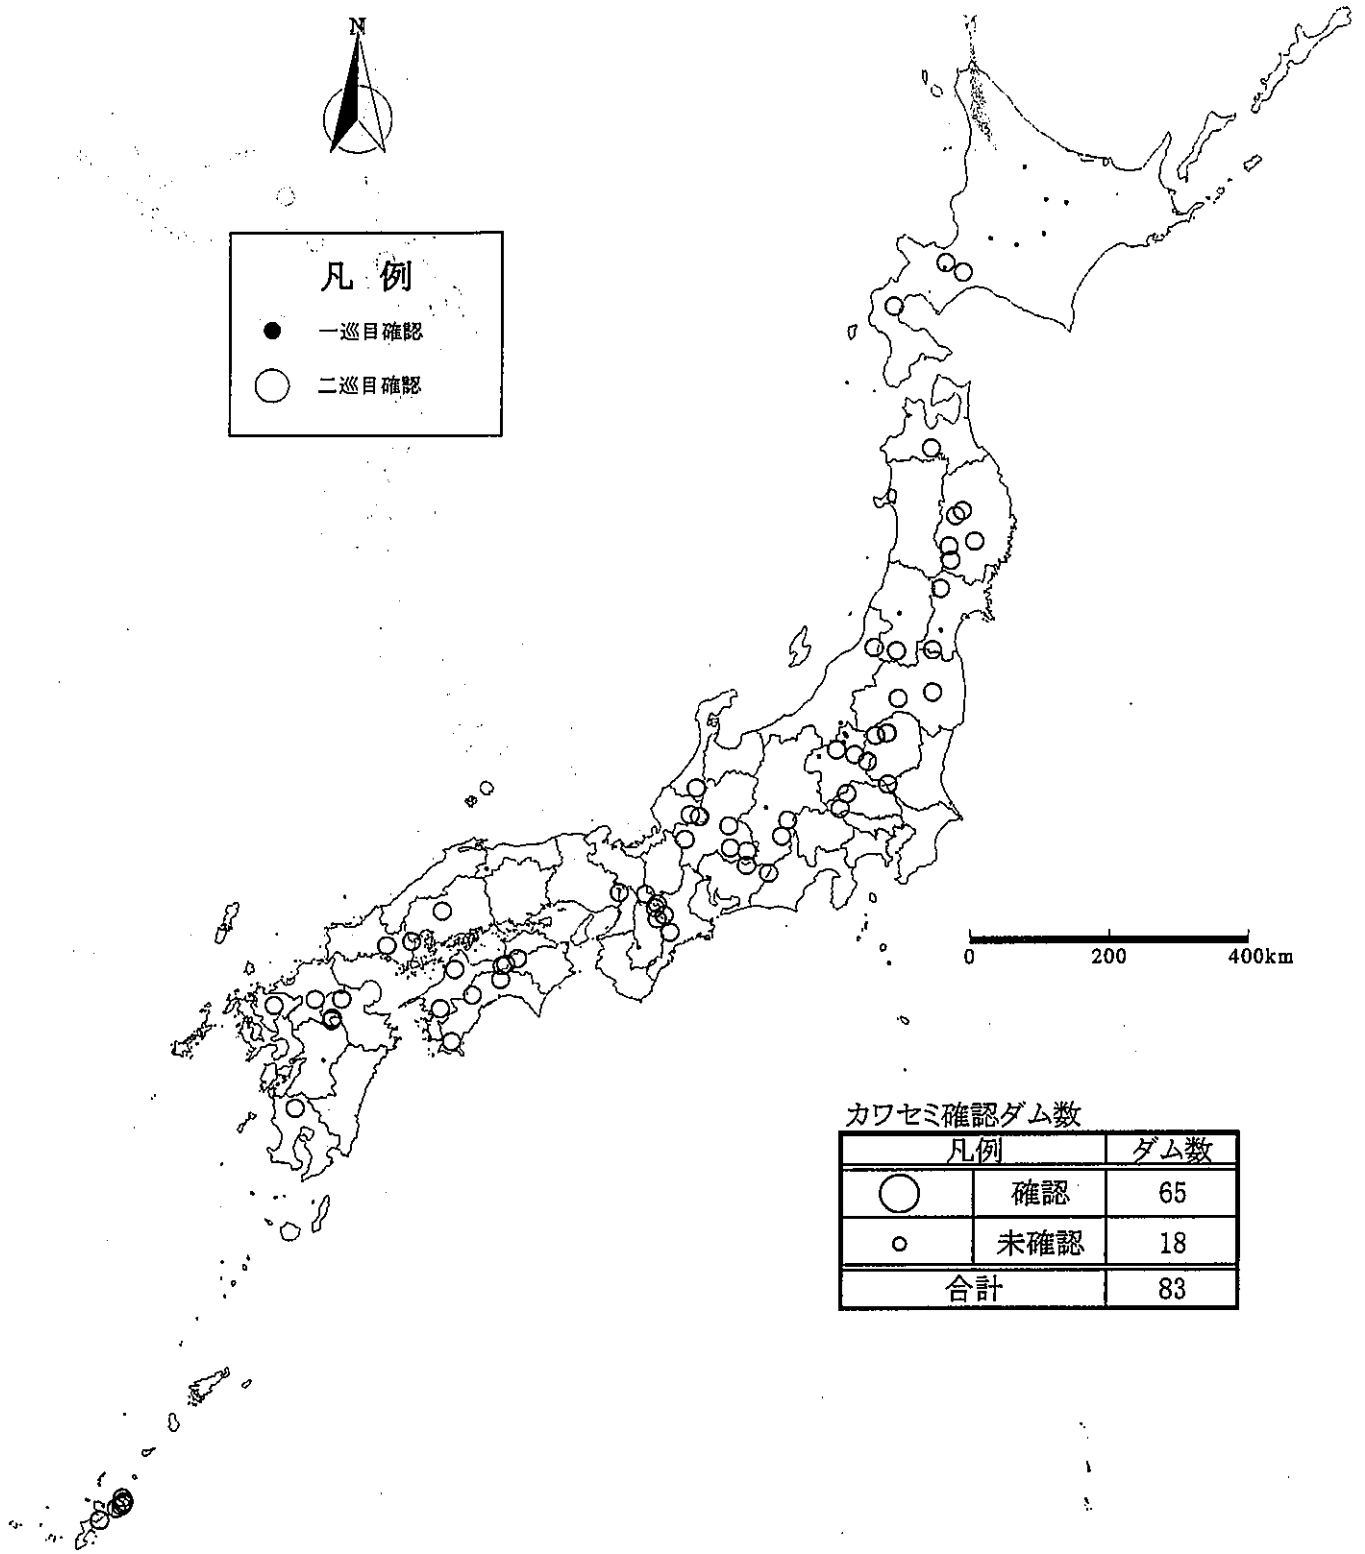 N
凡 例
一巡目確認
二巡目確認
0 200 400km
カワセミ確認ダム数
凡例 ダム数
確認 65
未確認 18
合計 83